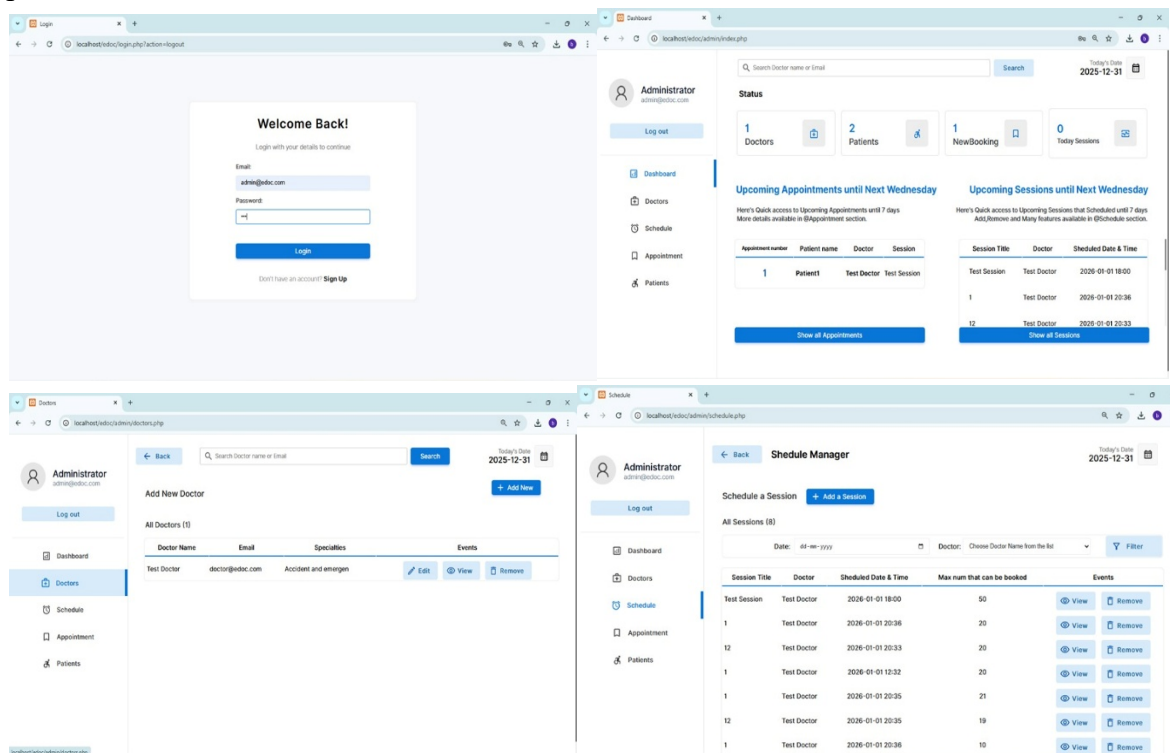 Login
localhost/edoc/login.php?action=logout
Welcome Back!
Login with your details to continue
Email:
admin@edoc.com
Password:
Login
Don't have an account? Sign Up
Dashboard
localhost/edoc/admin/index.php
Administrator
admin@edoc.com
Log out
Dashboard
Doctors
Schedule
Appointment
Patients
Search Doctor name or Email
Search
Today's Date
2025-12-31
Status
1
Doctors
2
Patients
1
NewBooking
0
Today Sessions
Upcoming Appointments until Next Wednesday
Here's Quick access to Upcoming Appointments until 7 days
More details available in @Appointment section.
Appointment number Patient name Doctor Session
1 Patient1 Test Doctor Test Session
Show all Appointments
Upcoming Sessions until Next Wednesday
Here's Quick access to Upcoming Sessions that Scheduled until 7 days
Add,Remove and Many features available in @Schedule section.
Session Title Doctor Sheduled Date & Time
Test Session Test Doctor 2026-01-01 18:00
1 Test Doctor 2026-01-01 20:36
12 Test Doctor 2026-01-01 20:33
Show all Sessions
Doctors
localhost/edoc/admin/doctors.php
Administrator
admin@edoc.com
Log out
Dashboard
Doctors
Schedule
Appointment
Patients
Back
Search Doctor name or Email
Search
Today's Date
2025-12-31
Add New Doctor
+ Add New
All Doctors (1)
Doctor Name Email Specialties Events
Test Doctor doctor@edoc.com Accident and emergen Edit View Remove
localhost/edoc/admin/doctors.php
Schedule
localhost/edoc/admin/schedule.php
Administrator
admin@edoc.com
Log out
Dashboard
Doctors
Schedule
Appointment
Patients
Back
Shedule Manager
Today's Date
2025-12-31
Schedule a Session
+ Add a Session
All Sessions (8)
Date: dd-mm-yyyy Doctor: Choose Doctor Name from the list Filter
Session Title Doctor Sheduled Date & Time Max num that can be booked Events
Test Session Test Doctor 2026-01-01 18:00 50 View Remove
1 Test Doctor 2026-01-01 20:36 20 View Remove
12 Test Doctor 2026-01-01 20:33 20 View Remove
1 Test Doctor 2026-01-01 12:32 20 View Remove
1 Test Doctor 2026-01-01 20:35 21 View Remove
12 Test Doctor 2026-01-01 20:35 19 View Remove
1 Test Doctor 2026-01-01 20:36 10 View Remove